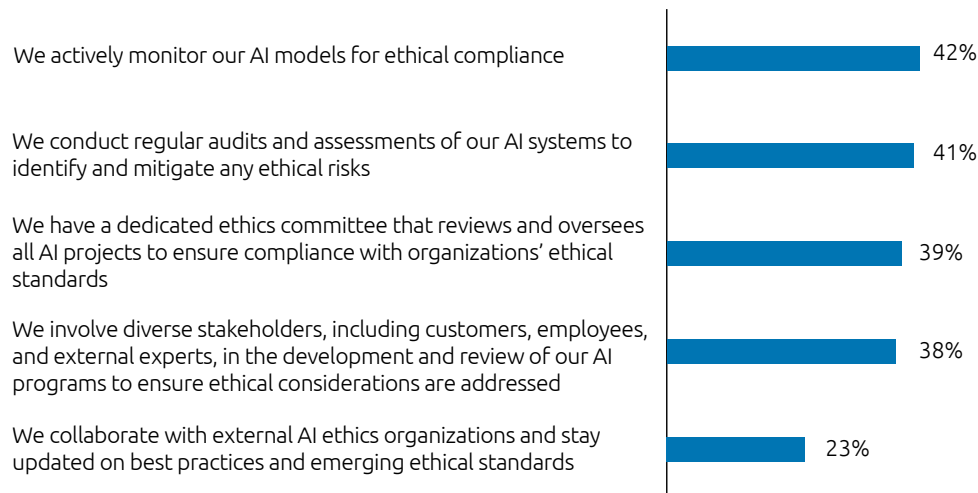 We actively monitor our AI models for ethical compliance
42%
We conduct regular audits and assessments of our AI systems to
identify and mitigate any ethical risks
41%
We have a dedicated ethics committee that reviews and oversees
all AI projects to ensure compliance with organizations’ ethical
standards
39%
We involve diverse stakeholders, including customers, employees,
and external experts, in the development and review of our AI
programs to ensure ethical considerations are addressed
38%
We collaborate with external AI ethics organizations and stay
updated on best practices and emerging ethical standards
23%